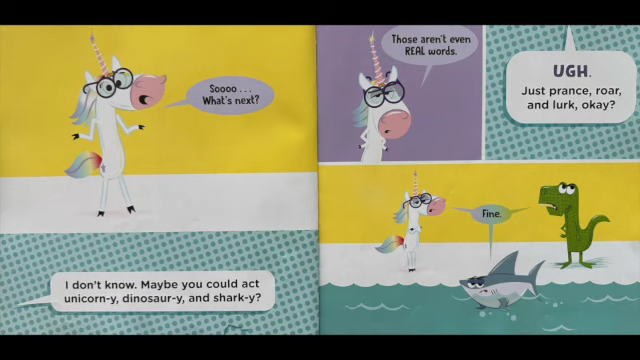 Soooo . . .
What's next?
I don't know. Maybe you could act
unicorn-y, dinosaur-y, and shark-y?
Those aren't even
REAL words.
UGH.
Just prance, roar,
and lurk, okay?
Fine.